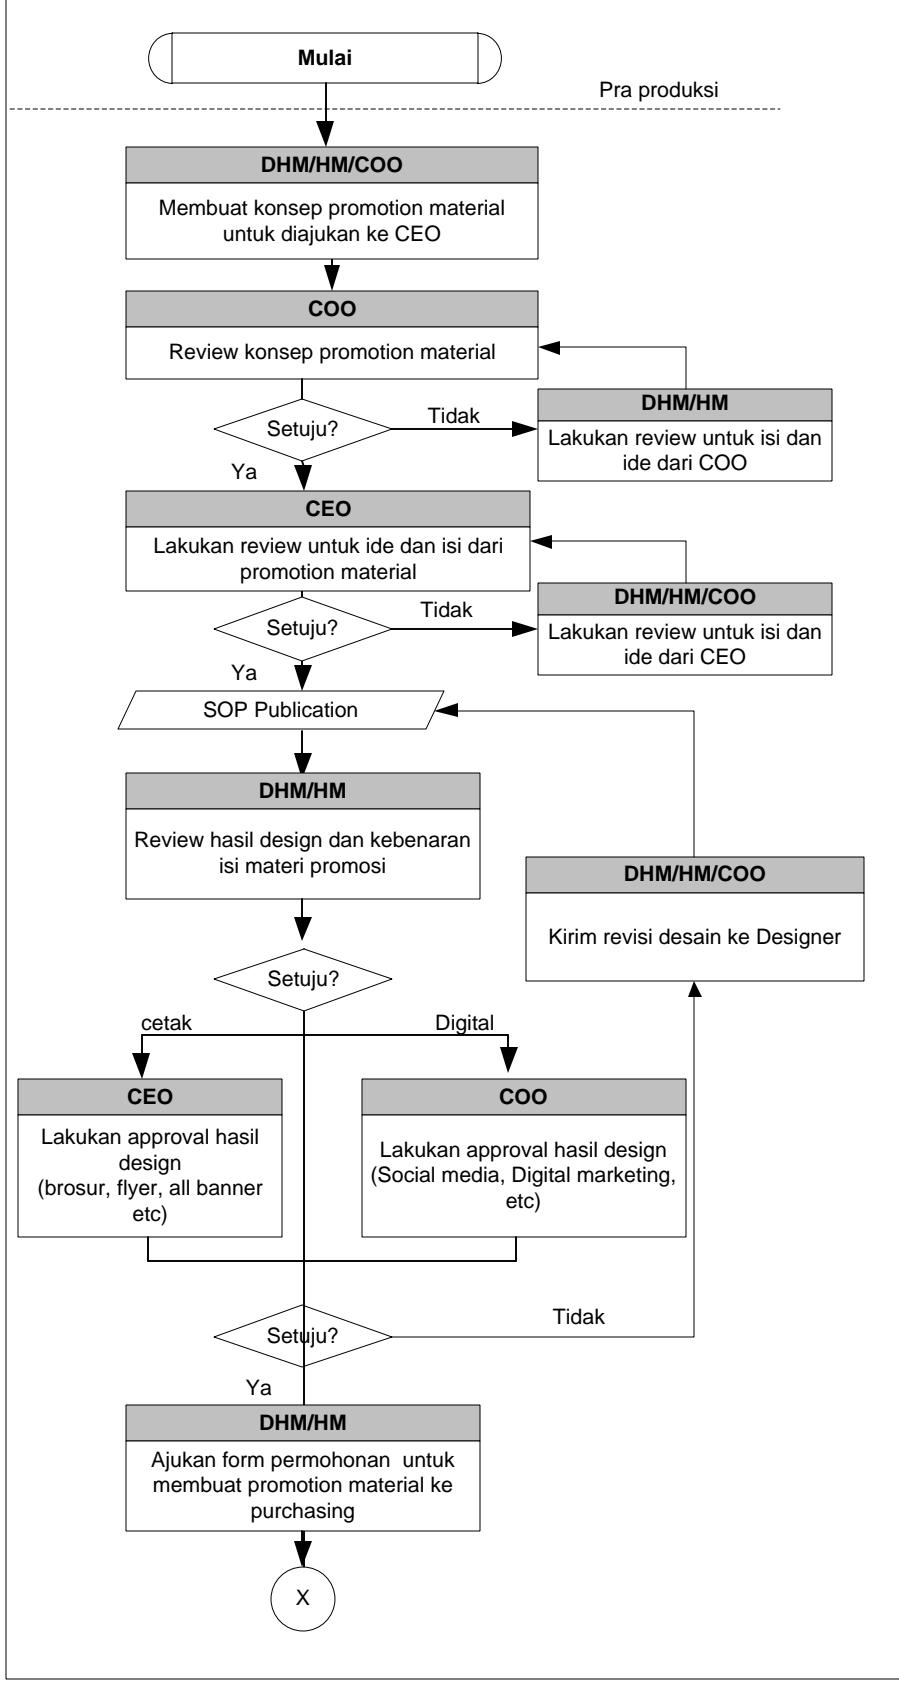 Mulai
Pra produksi
DHM/HM/COO
Membuat konsep promotion material
untuk diajukan ke CEO
COO
Review konsep promotion material
DHM/HM
Lakukan review untuk isi dan
ide dari COO
Setuju?
Tidak
Ya
CEO
Lakukan review untuk ide dan isi dari
promotion material
DHM/HM/COO
Lakukan review untuk isi dan
ide dari CEO
Setuju?
Tidak
Ya
SOP Publication
DHM/HM
Review hasil design dan kebenaran
isi materi promosi
DHM/HM/COO
Kirim revisi desain ke Designer
Setuju?
cetak
Digital
CEO
Lakukan approval hasil
design
(brosur, flyer, all banner
etc)
COO
Lakukan approval hasil design
(Social media, Digital marketing,
etc)
Setuju?
Tidak
Ya
DHM/HM
Ajukan form permohonan  untuk
membuat promotion material ke
purchasing
X